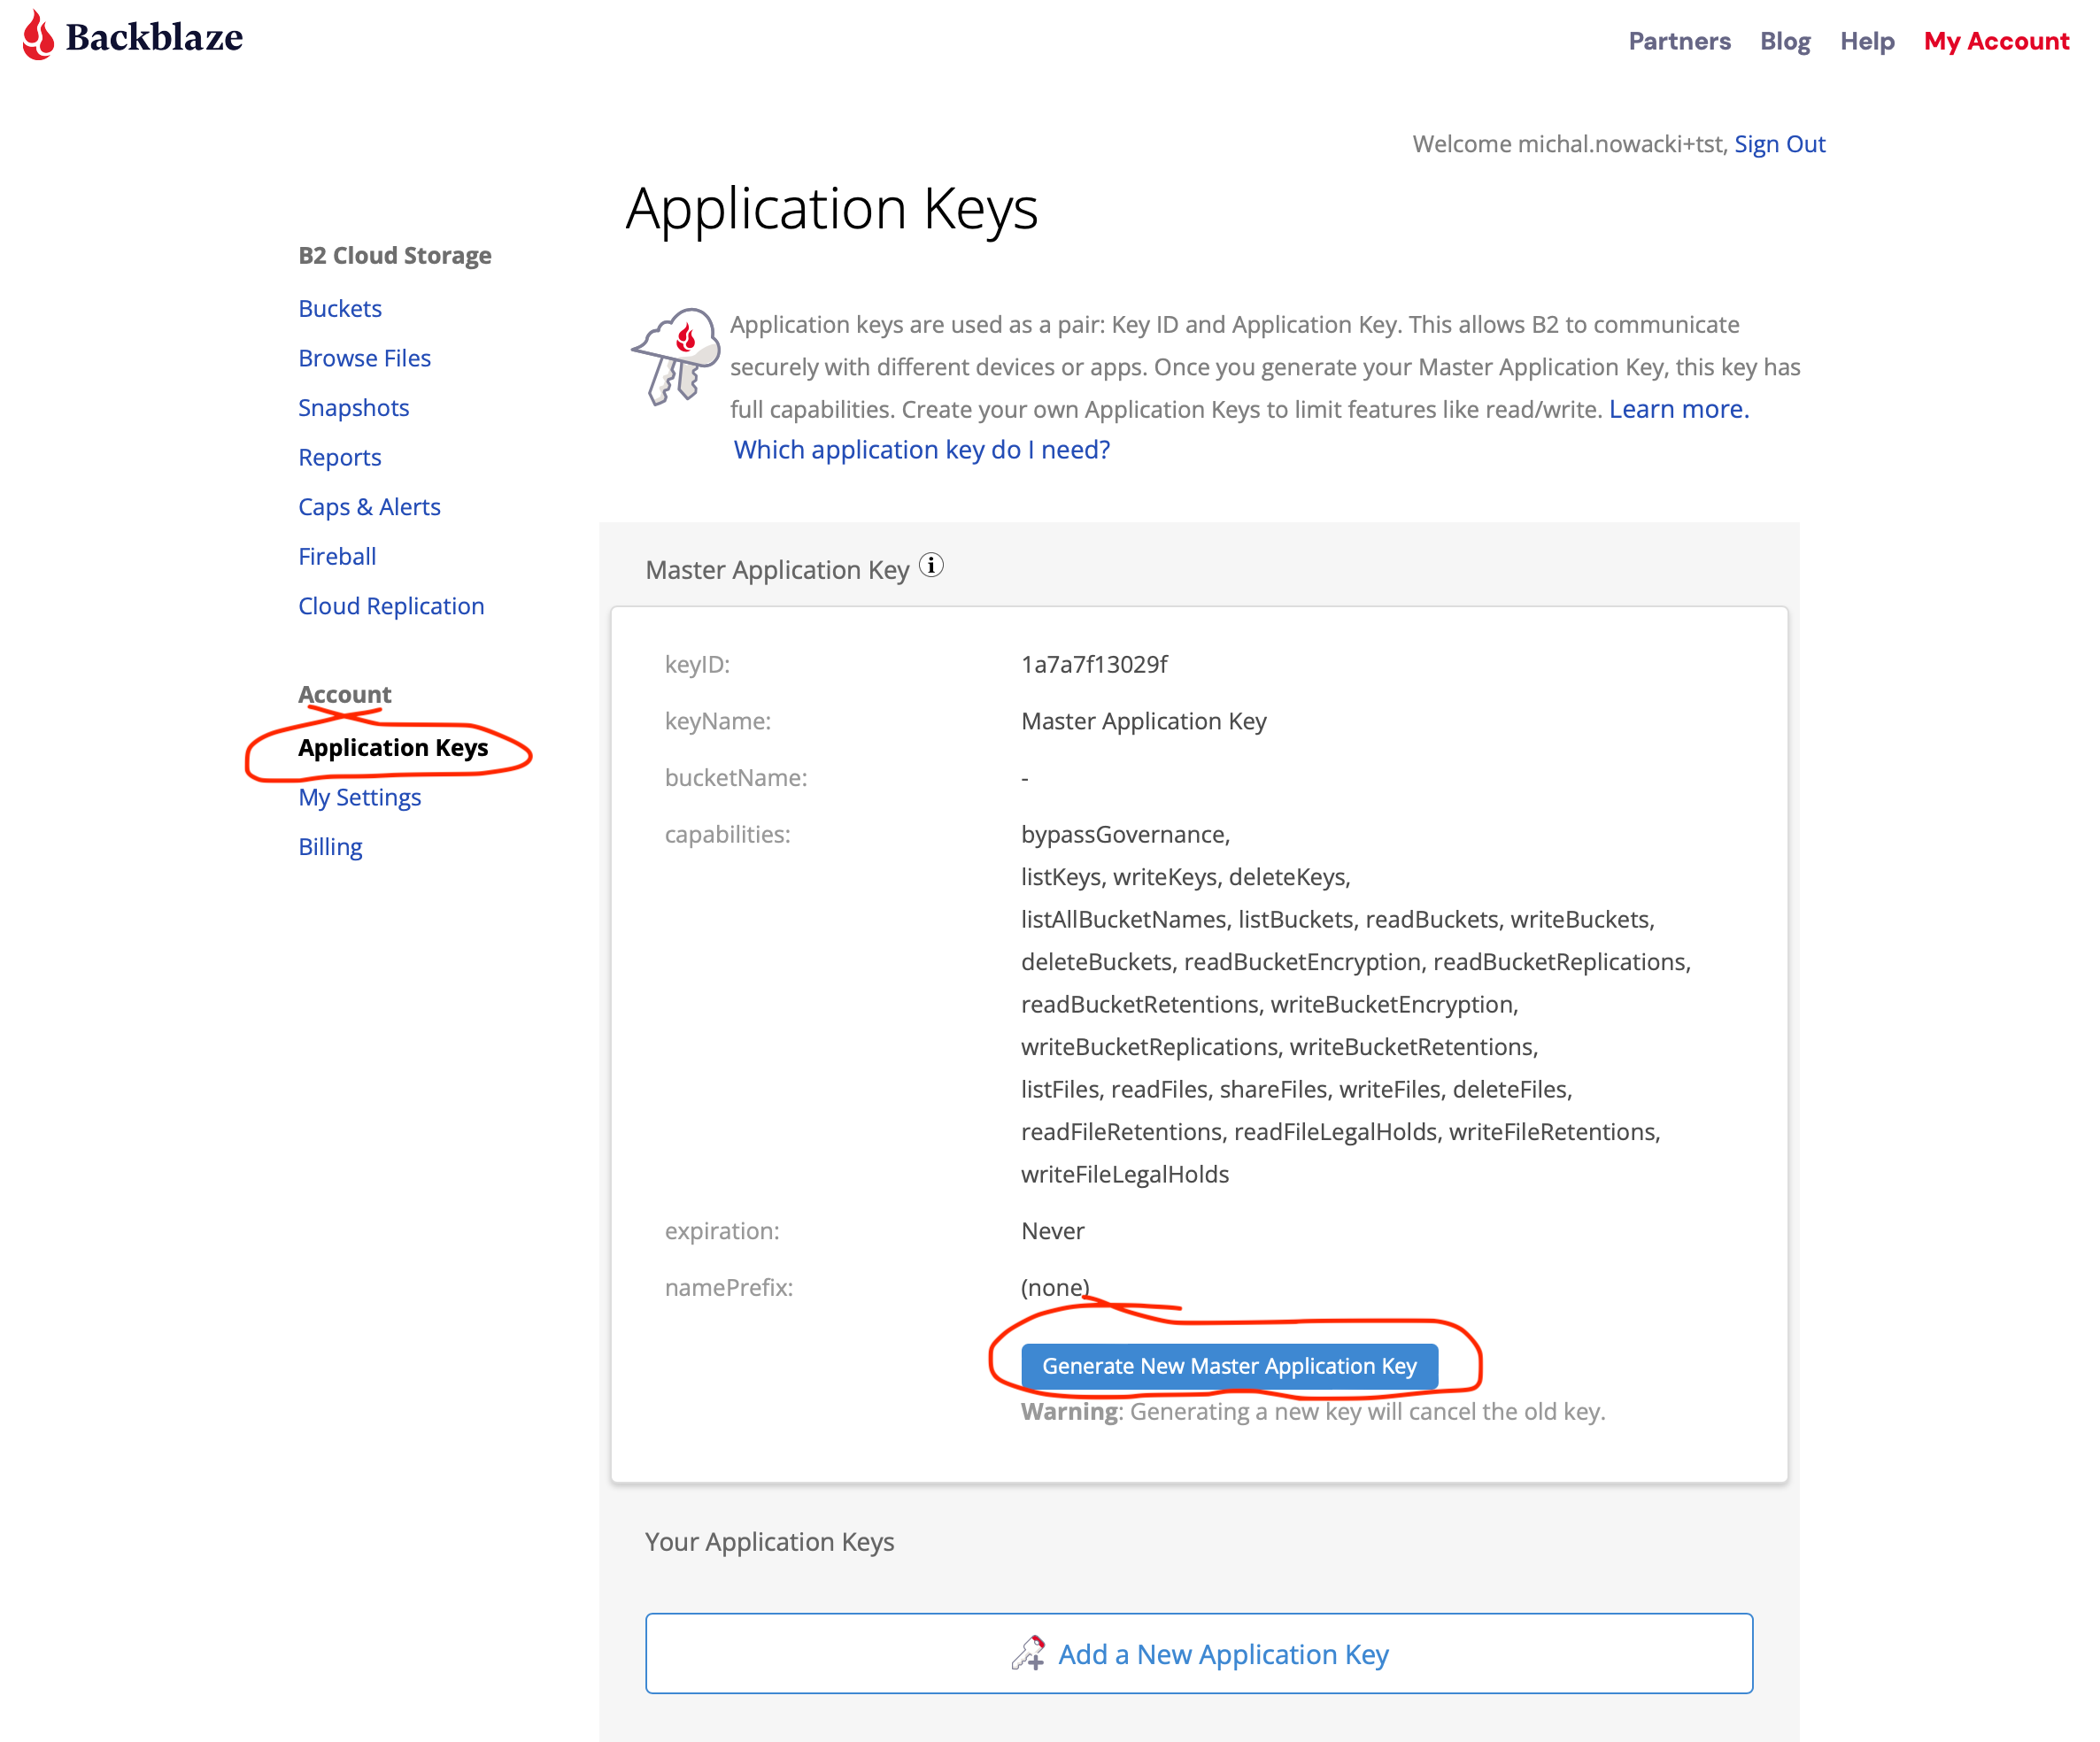 Backblaze
Partners Blog Help My Account
Welcome michal.nowacki+tst, Sign Out
Application Keys
B2 Cloud Storage
Buckets
Browse Files
Snapshots
Reports
Caps & Alerts
Fireball
Cloud Replication
Account
Application Keys
My Settings
Billing
Application keys are used as a pair: Key ID and Application Key. This allows B2 to communicate
securely with different devices or apps. Once you generate your Master Application Key, this key has
full capabilities. Create your own Application Keys to limit features like read/write. Learn more.
Which application key do I need?
Master Application Key i
keyID: 1a7a7f13029f
keyName: Master Application Key
bucketName: -
capabilities: bypassGovernance,
listKeys, writeKeys, deleteKeys,
listAllBucketNames, listBuckets, readBuckets, writeBuckets,
deleteBuckets, readBucketEncryption, readBucketReplications,
readBucketRetentions, writeBucketEncryption,
writeBucketReplications, writeBucketRetentions,
listFiles, readFiles, shareFiles, writeFiles, deleteFiles,
readFileRetentions, readFileLegalHolds, writeFileRetentions,
writeFileLegalHolds
expiration: Never
namePrefix: (none)
Generate New Master Application Key
Warning: Generating a new key will cancel the old key.
Your Application Keys
Add a New Application Key